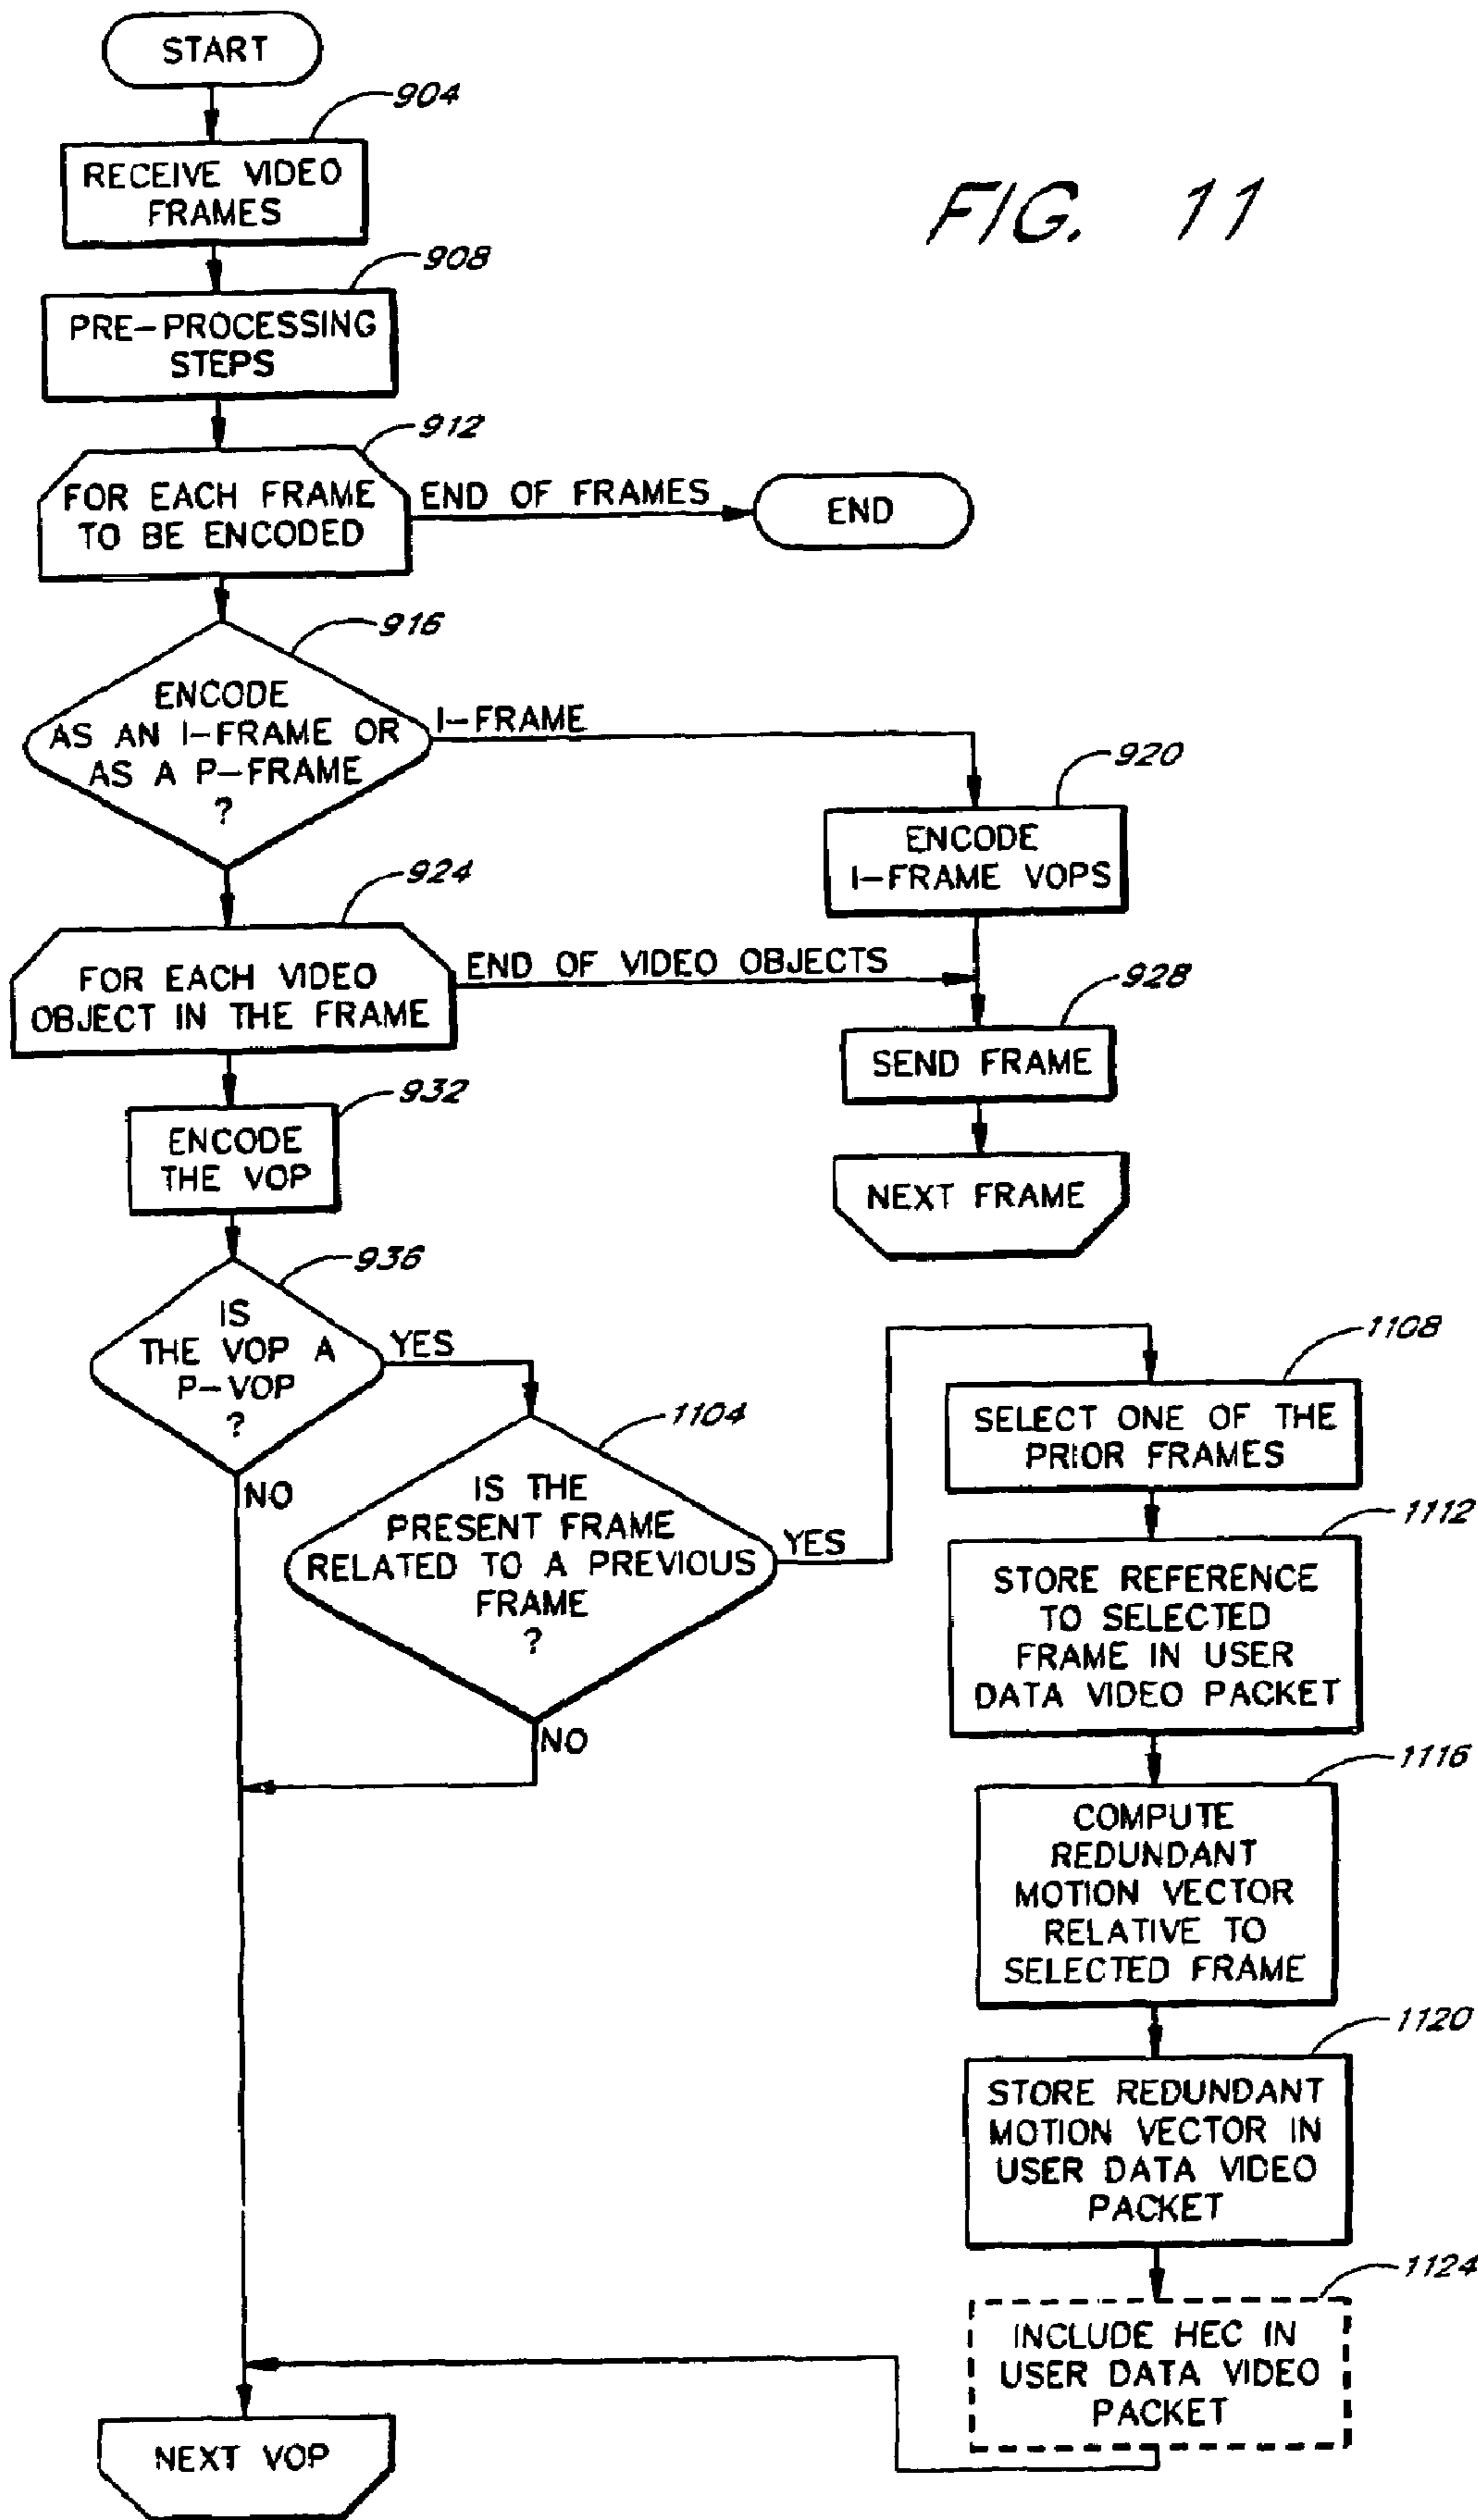 START
904
RECEIVE VIDEO
FRAMES
FIG. 11
908
PRE-PROCESSING
STEPS
912
FOR EACH FRAME
TO BE ENCODED
END OF FRAMES
END
916
ENCODE
AS AN I-FRAME OR
AS A P-FRAME
?
I-FRAME
920
ENCODE
I-FRAME VOPS
924
FOR EACH VIDEO
OBJECT IN THE FRAME
END OF VIDEO OBJECTS
928
SEND FRAME
932
ENCODE
THE VOP
NEXT FRAME
936
IS
THE VOP A
P-VOP
?
YES
NO
1104
IS THE
PRESENT FRAME
RELATED TO A PREVIOUS
FRAME
?
YES
NO
1108
SELECT ONE OF THE
PRIOR FRAMES
1112
STORE REFERENCE
TO SELECTED
FRAME IN USER
DATA VIDEO PACKET
1116
COMPUTE
REDUNDANT
MOTION VECTOR
RELATIVE TO
SELECTED FRAME
1120
STORE REDUNDANT
MOTION VECTOR IN
USER DATA VIDEO
PACKET
1124
INCLUDE HEC IN
USER DATA VIDEO
PACKET
NEXT VOP